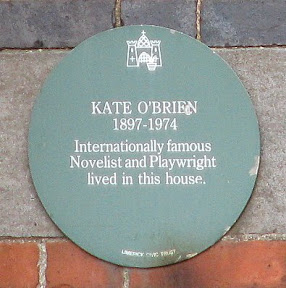 KATE O'BRIEN
1897-1974
Internationally famous
Novelist and Playwright
lived in this house.
LIMERICK CIVIC TRUST